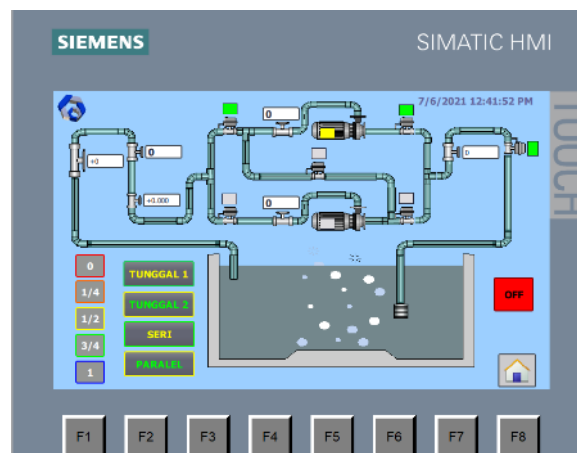 SIEMENS
SIMATIC HMI
TOUCH
7/6/2021 12:41:52 PM
0
+0
0
0
+0.000
0
0
TUNGGAL 1
1/4
TUNGGAL 2
OFF
1/2
SERI
3/4
PARALEL
1
F1
F2
F3
F4
F5
F6
F7
F8